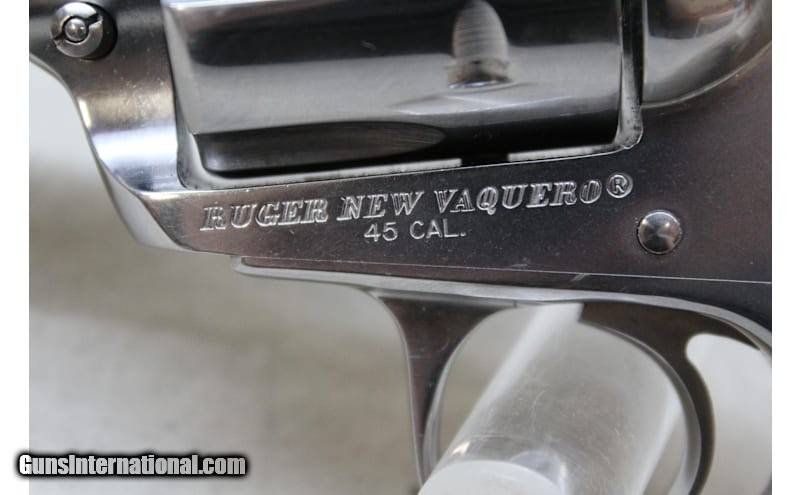 RUGER NEW VAQUERO®
45 CAL.
GunsInternational.com